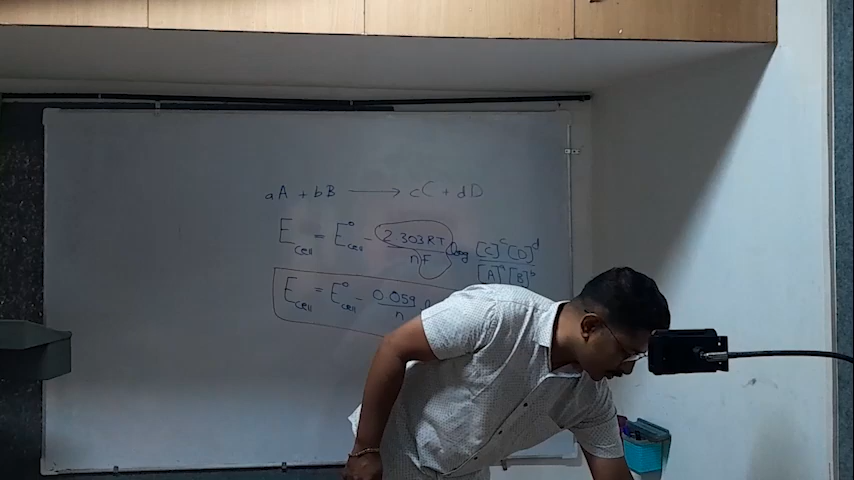 aA + bB ⟶ cC + dD
E_cell = E°_cell - 2.303RT/nF log [C]^c [D]^d / [A]^a [B]^b
E_cell = E°_cell - 0.059/n